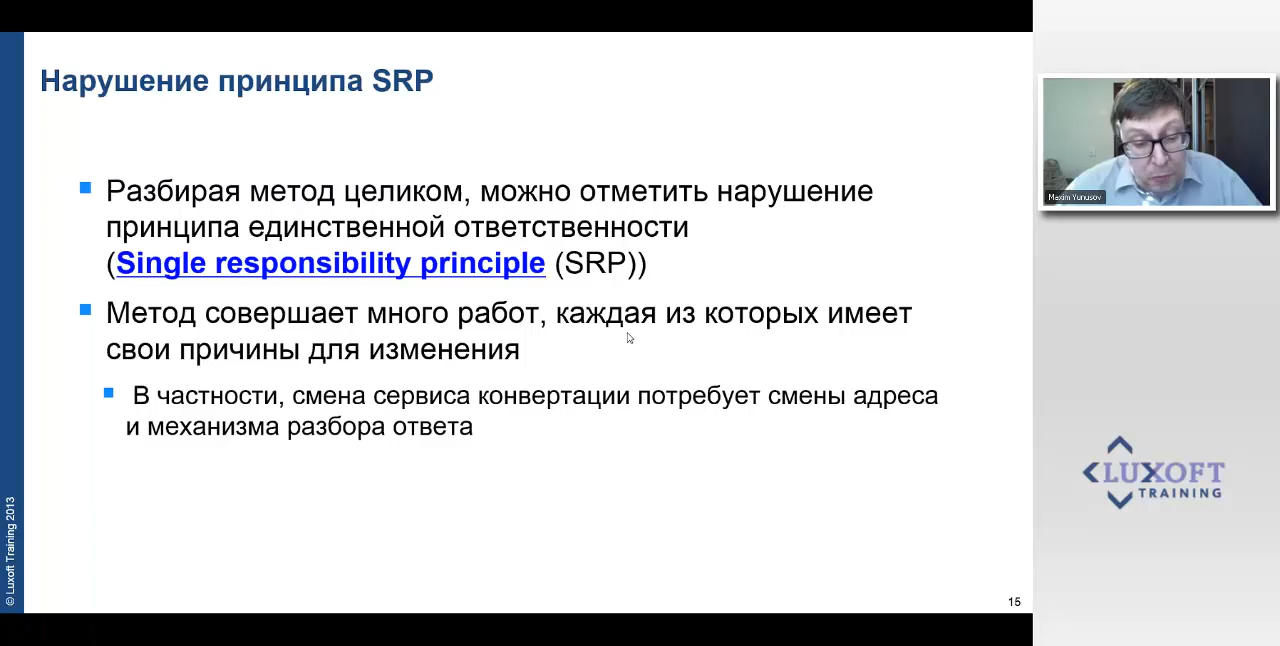 Нарушение принципа SRP
Разбирая метод целиком, можно отметить нарушение
принципа единственной ответственности
(Single responsibility principle (SRP))
Метод совершает много работ, каждая из которых имеет
свои причины для изменения
В частности, смена сервиса конвертации потребует смены адреса
и механизма разбора ответа
© Luxoft Training 2013
15
Maxim Yunusov
LUXOFT
TRAINING